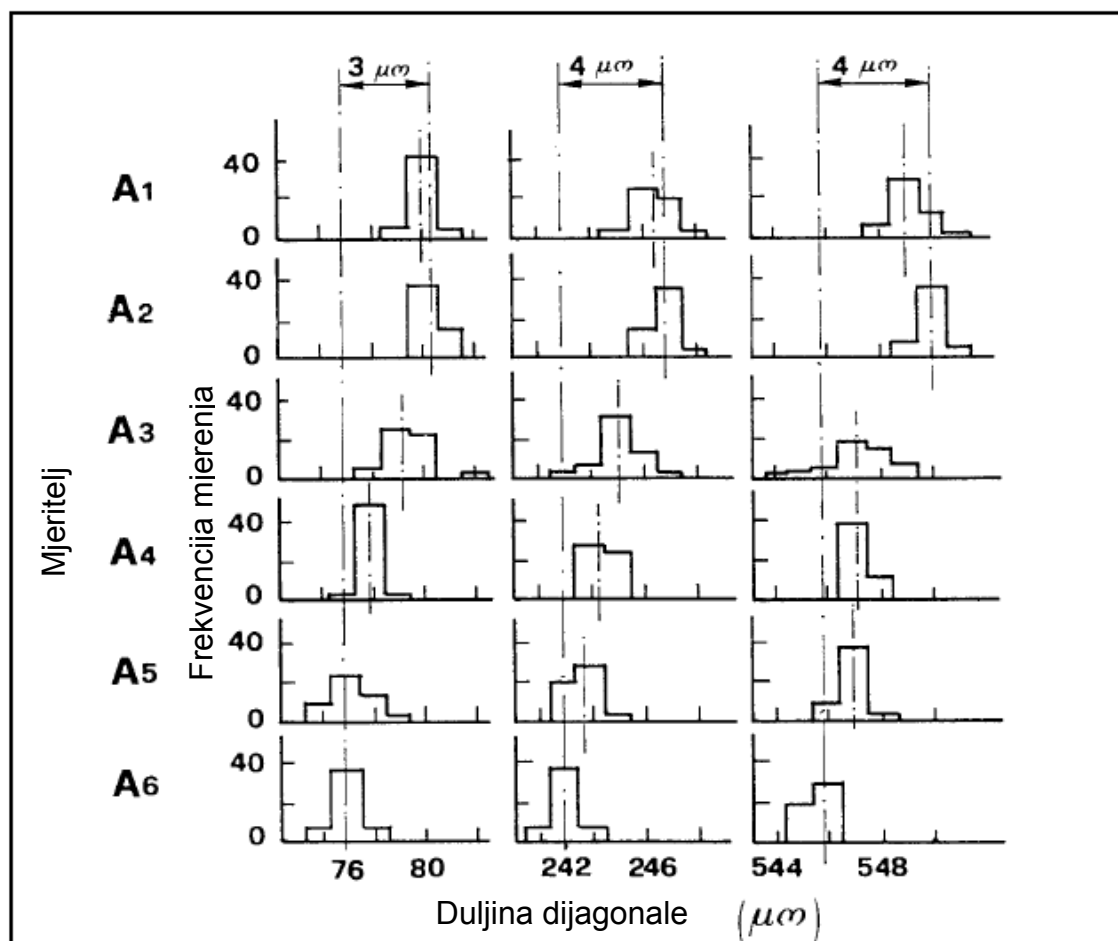 3 μm 4 μm 4 μm
A1 40 0
A2 40 0
A3 40 0
A4 40 0
A5 40 0
A6 40 0
Mjeritelj
Frekvencija mjerenia
76 80 242 246 544 548
Duljina dijagonale (μm)